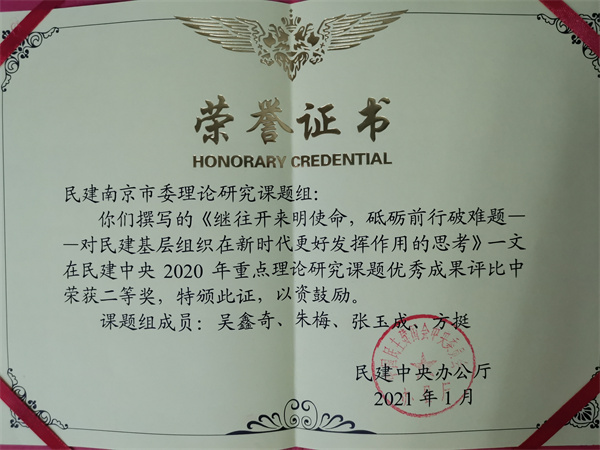 荣誉证书
HONORARY CREDENTIAL
民建南京市委理论研究课题组：
你们撰写的《继往开来明使命，砥砺前行破难题—
—对民建基层组织在新时代更好发挥作用的思考》一文
在民建中央 2020 年重点理论研究课题优秀成果评比中
荣获二等奖，特颁此证，以资鼓励。
课题组成员：吴鑫奇、朱梅、张玉成、方挺
民建中央办公厅
2021 年 1 月